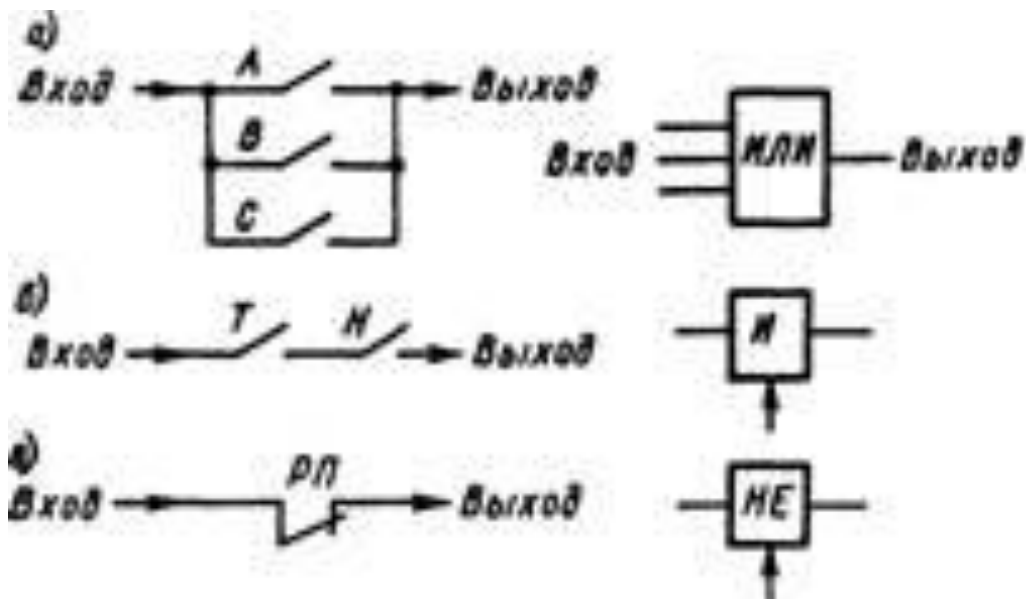 а)
Вход A Выход
B Вход ИЛИ Выход
C
б)
Вход T H Выход И
в)
Вход РП Выход НЕ